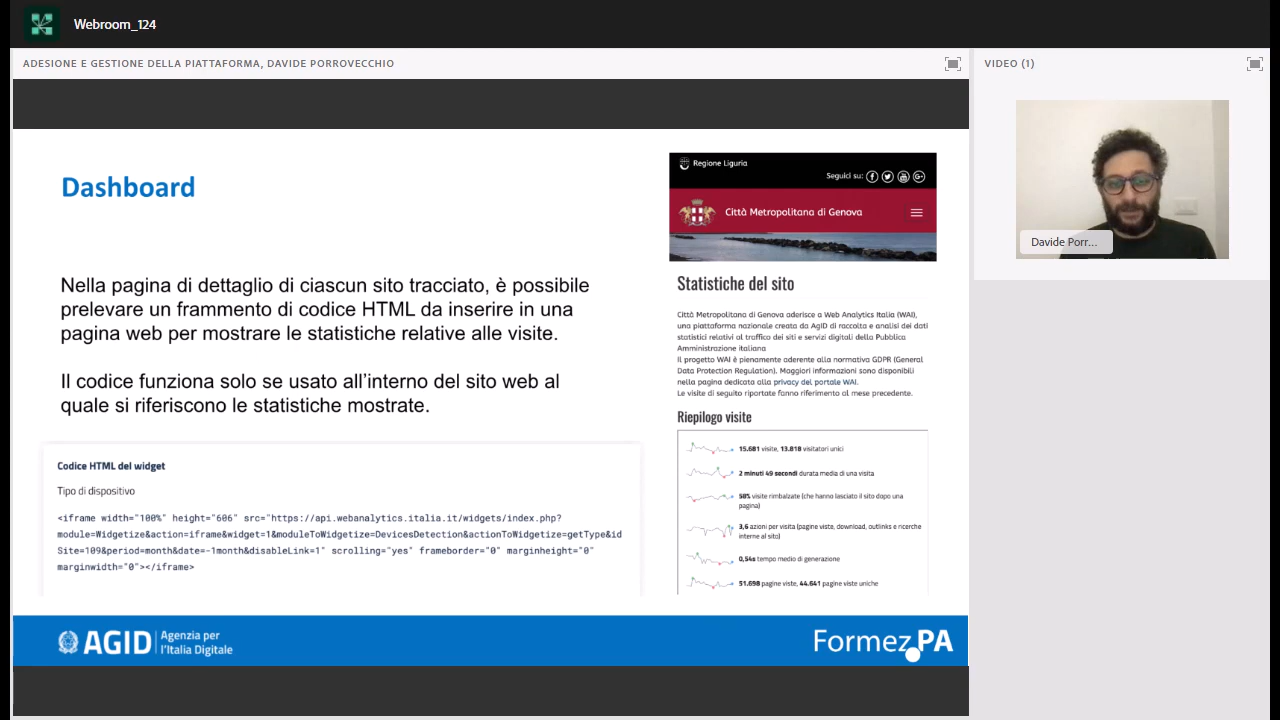 Webroom_124
ADESIONE E GESTIONE DELLA PIATTAFORMA, DAVIDE PORROVECCHIO
VIDEO (1)
Davide Porr...
Dashboard
Nella pagina di dettaglio di ciascun sito tracciato, è possibile
prelevare un frammento di codice HTML da inserire in una
pagina web per mostrare le statistiche relative alle visite.
Il codice funziona solo se usato all'interno del sito web al
quale si riferiscono le statistiche mostrate.
Codice HTML del widget
Tipo di dispositivo
<iframe width="100%" height="606" src="https://api.webanalytics.italia.it/widgets/index.php?
module=Widgetize&action=iframe&widget=1&moduleToWidgetize=DevicesDetection&actionToWidgetize=getType&id
Site=109&period=month&date=-1month&disableLink=1" scrolling="yes" frameborder="0" marginheight="0"
marginwidth="0"></iframe>
Regione Liguria
Seguici su:
Città Metropolitana di Genova
Statistiche del sito
Città Metropolitana di Genova aderisce a Web Analytics Italia (WAI),
una piattaforma nazionale creata da AgID di raccolta e analisi dei dati
statistici relativi al traffico dei siti e servizi digitali della Pubblica
Amministrazione italiana
Il progetto WAI è pienamente aderente alla normativa GDPR (General
Data Protection Regulation). Maggiori informazioni sono disponibili
nella pagina dedicata alla privacy del portale WAI.
Le visite di seguito riportate fanno riferimento al mese precedente.
Riepilogo visite
15.681 visite, 13.818 visitatori unici
2 minuti 49 secondi durata media di una visita
58% visite rimbalzate (che hanno lasciato il sito dopo una
pagina)
3,6 azioni per visita (pagine viste, download, outlinks e ricerche
interne al sito)
0,54s tempo medio di generazione
51.698 pagine viste, 44.641 pagine viste uniche
AGID Agenzia per
l'Italia Digitale
Formez PA